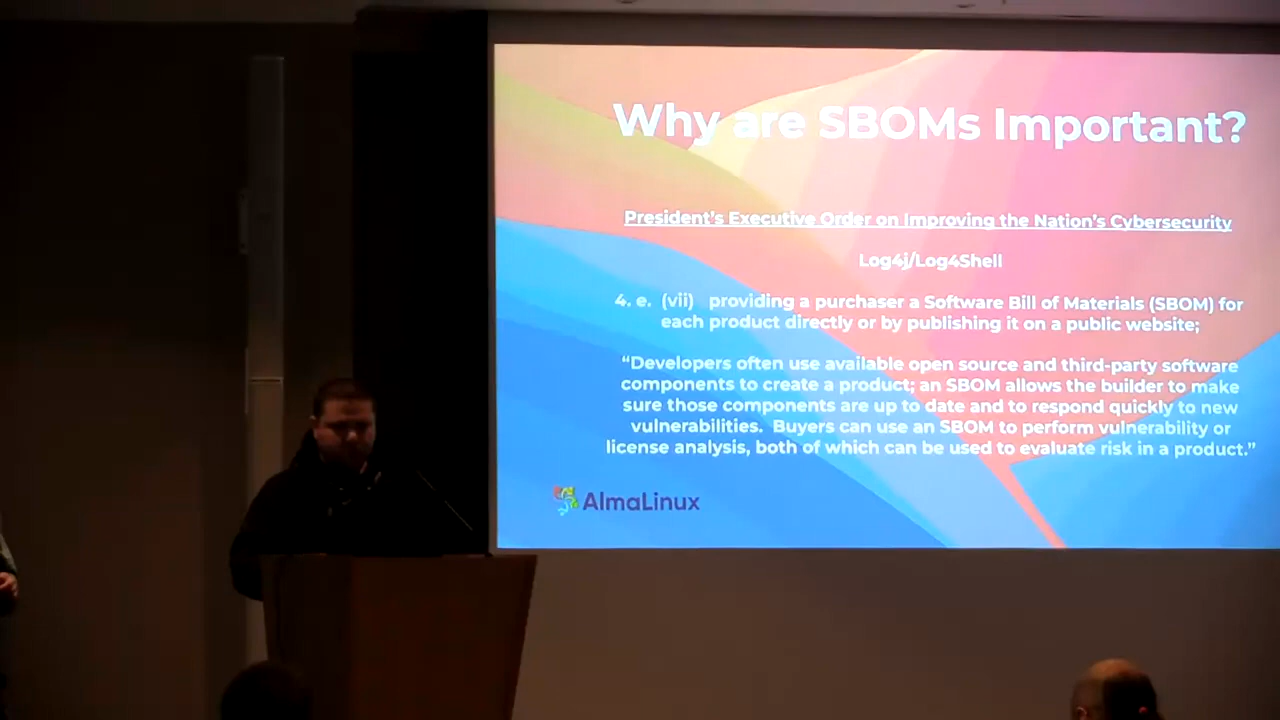 Why are SBOMs Important?
President's Executive Order on Improving the Nation's Cybersecurity
Log4j/Log4Shell
4. e. (vii) providing a purchaser a Software Bill of Materials (SBOM) for
each product directly or by publishing it on a public website;
“Developers often use available open source and third-party software
components to create a product; an SBOM allows the builder to make
sure those components are up to date and to respond quickly to new
vulnerabilities. Buyers can use an SBOM to perform vulnerability or
license analysis, both of which can be used to evaluate risk in a product.”
AlmaLinux